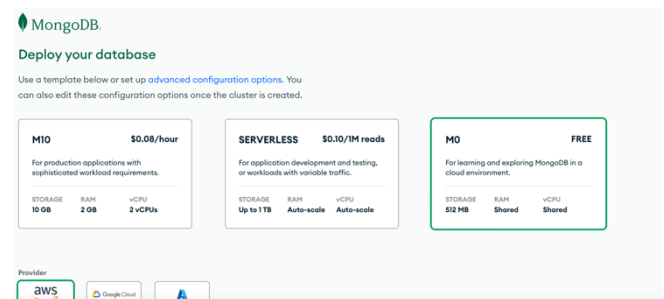 MongoDB.
Deploy your database
Use a template below or set up advanced configuration options. You
can also edit these configuration options once the cluster is created.
M10 $0.08/hour
For production applications with
sophisticated workload requirements.
STORAGE RAM vCPU
10 GB 2 GB 2 vCPUs
SERVERLESS $0.10/1M reads
For application development and testing,
or workloads with variable traffic.
STORAGE RAM vCPU
Up to 1 TB Auto-scale Auto-scale
M0 FREE
For learning and exploring MongoDB in a
cloud environment.
STORAGE RAM vCPU
512 MB Shared Shared
Provider
aws
Google Cloud